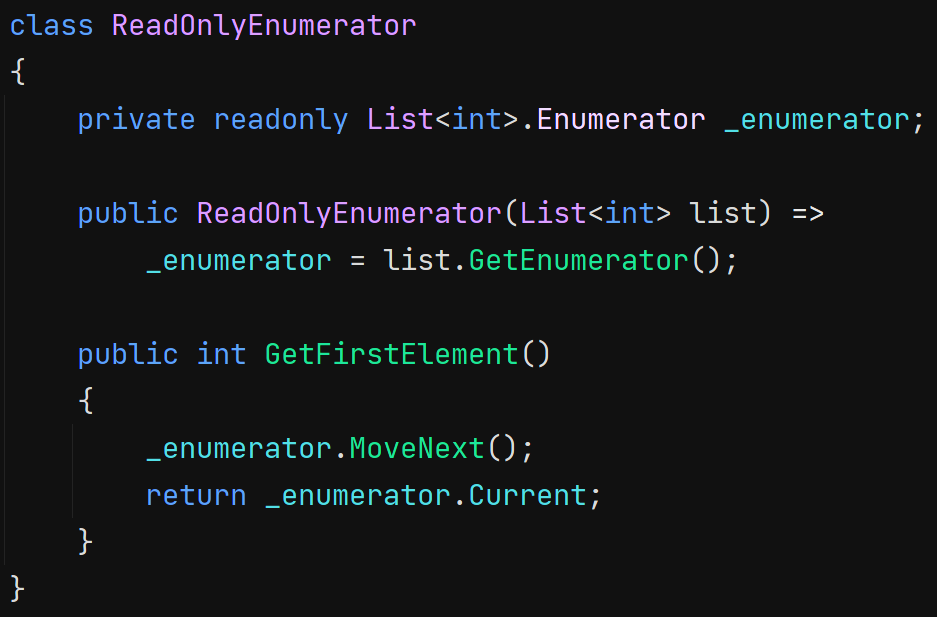 class ReadOnlyEnumerator
{
    private readonly List<int>.Enumerator _enumerator;

    public ReadOnlyEnumerator(List<int> list) =>
        _enumerator = list.GetEnumerator();

    public int GetFirstElement()
    {
        _enumerator.MoveNext();
        return _enumerator.Current;
    }
}